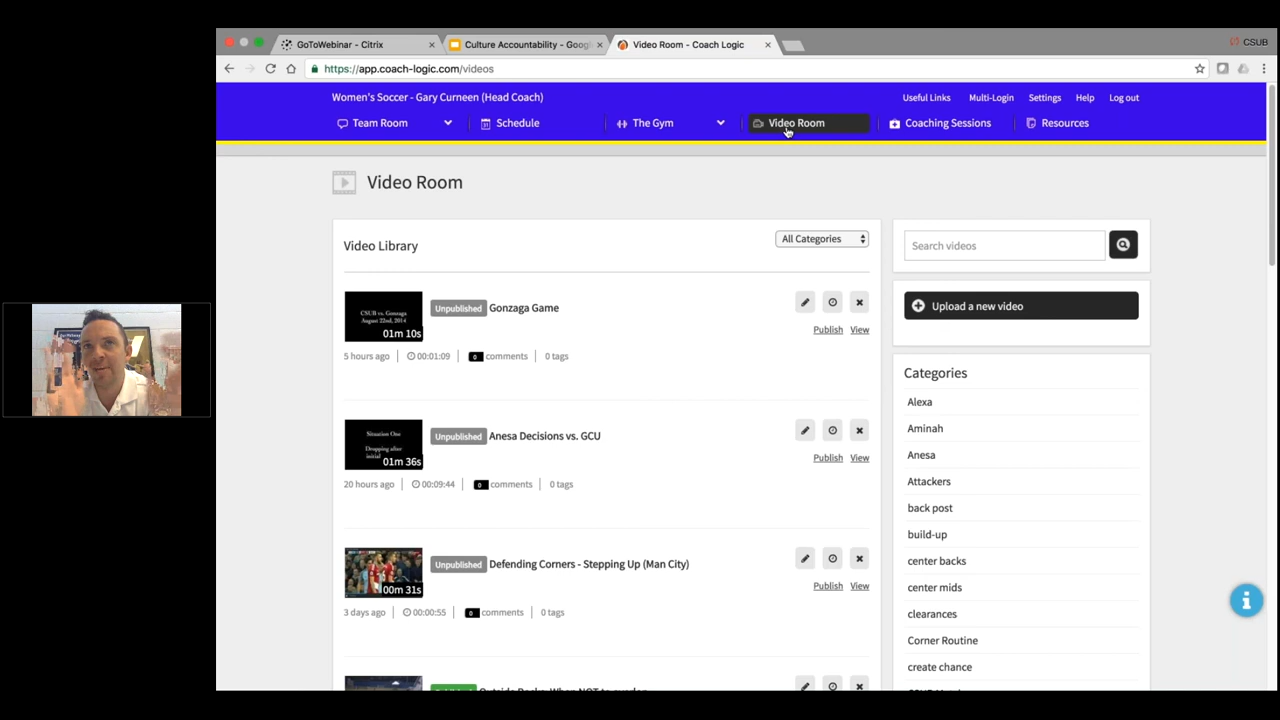 GoToWebinar - Citrix
Culture Accountability - Goog
Video Room - Coach Logic
CSUB
https://app.coach-logic.com/videos
Women's Soccer - Gary Curneen (Head Coach)
Useful Links
Multi-Login
Settings
Help
Log out
Team Room
Schedule
The Gym
Video Room
Coaching Sessions
Resources
Video Room
Video Library
All Categories
CSUB vs. Gonzaga
August 22nd, 2014
01m 10s
Unpublished
Gonzaga Game
Publish
View
5 hours ago
00:01:09
0 comments
0 tags
Situation One
Dropping after
initial
01m 36s
Unpublished
Anesa Decisions vs. GCU
Publish
View
20 hours ago
00:09:44
0 comments
0 tags
00m 31s
Unpublished
Defending Corners - Stepping Up (Man City)
Publish
View
3 days ago
00:00:55
0 comments
0 tags
Search videos
Upload a new video
Categories
Alexa
Aminah
Anesa
Attackers
back post
build-up
center backs
center mids
clearances
Corner Routine
create chance